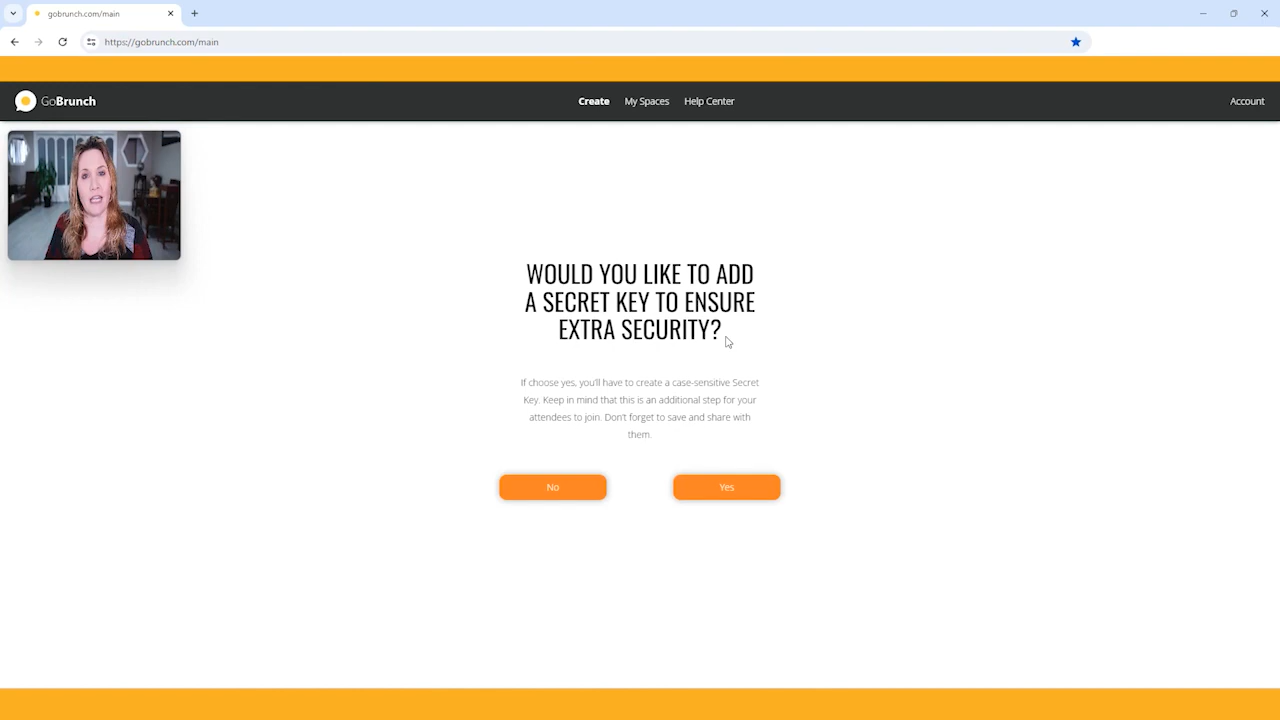 gobrunch.com/main
https://gobrunch.com/main
GoBrunch
Create My Spaces Help Center
Account
WOULD YOU LIKE TO ADD
A SECRET KEY TO ENSURE
EXTRA SECURITY?
If choose yes, you'll have to create a case-sensitive Secret
Key. Keep in mind that this is an additional step for your
attendees to join. Don't forget to save and share with
them.
No
Yes